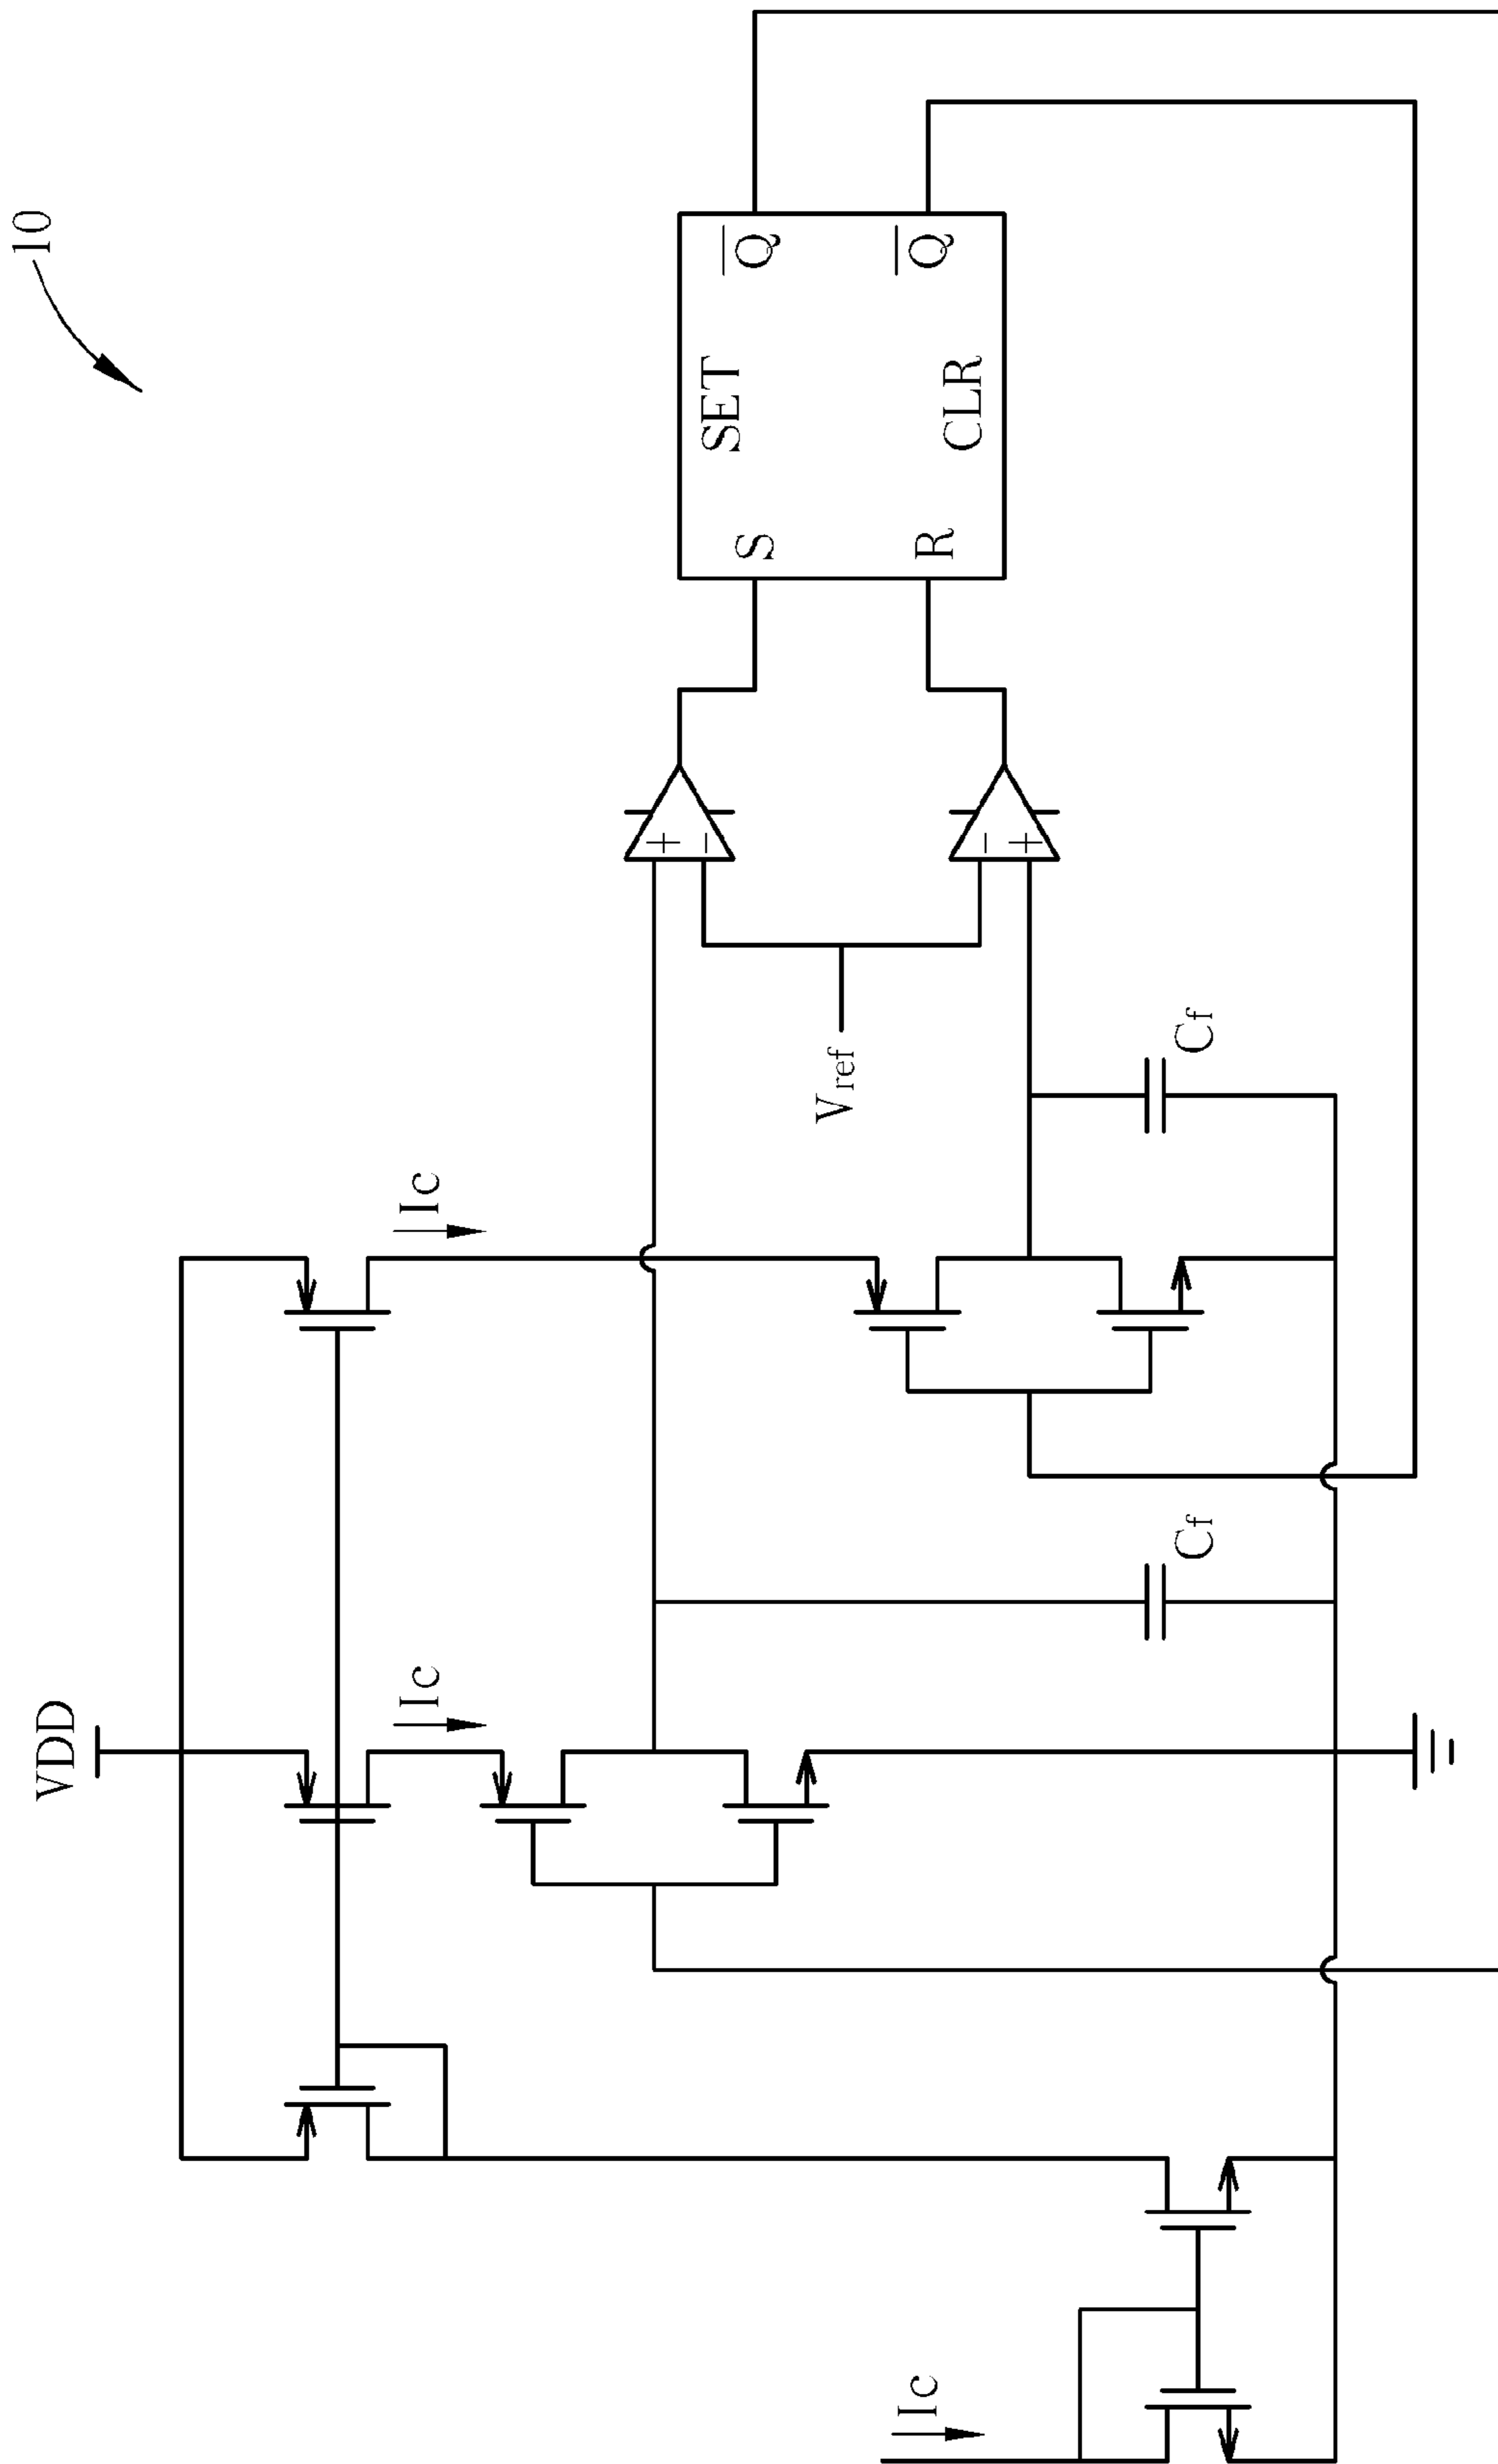 10
VDD
Ic
Ic
Ic
Cf
Cf
Vref
+
−
−
+
S
SET
Q̅
R
CLR
Q̅